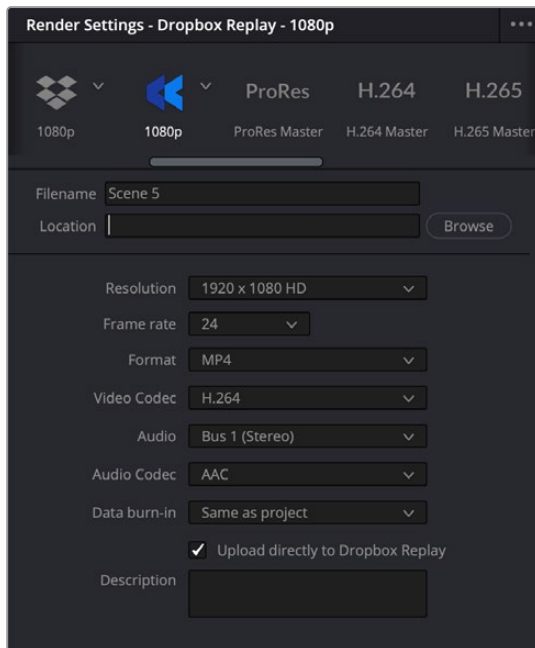 Render Settings - Dropbox Replay - 1080p
ProRes H.264 H.265
1080p 1080p ProRes Master H.264 Master H.265 Master
Filename Scene 5
Location Browse
Resolution 1920 x 1080 HD
Frame rate 24
Format MP4
Video Codec H.264
Audio Bus 1 (Stereo)
Audio Codec AAC
Data burn-in Same as project
Upload directly to Dropbox Replay
Description